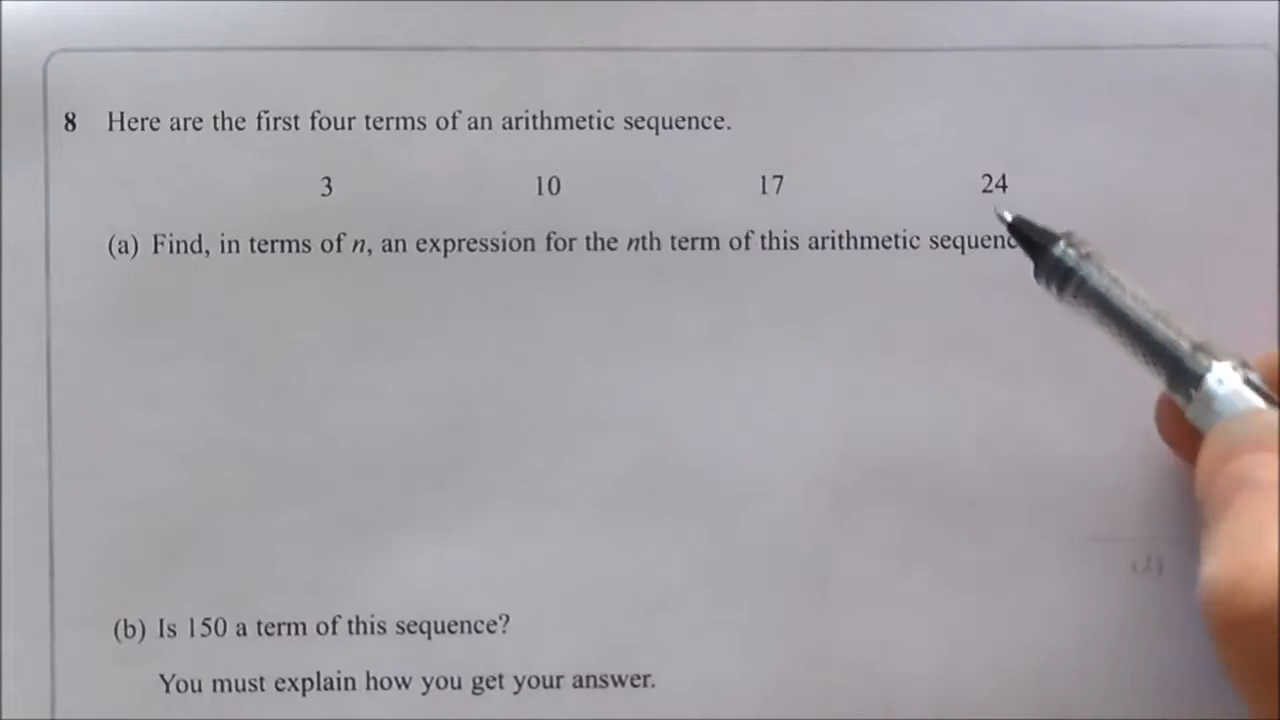 8 Here are the first four terms of an arithmetic sequence.
3 10 17 24
(a) Find, in terms of n, an expression for the nth term of this arithmetic
(2)
(b) Is 150 a term of this sequence?
You must explain how you get your answer.